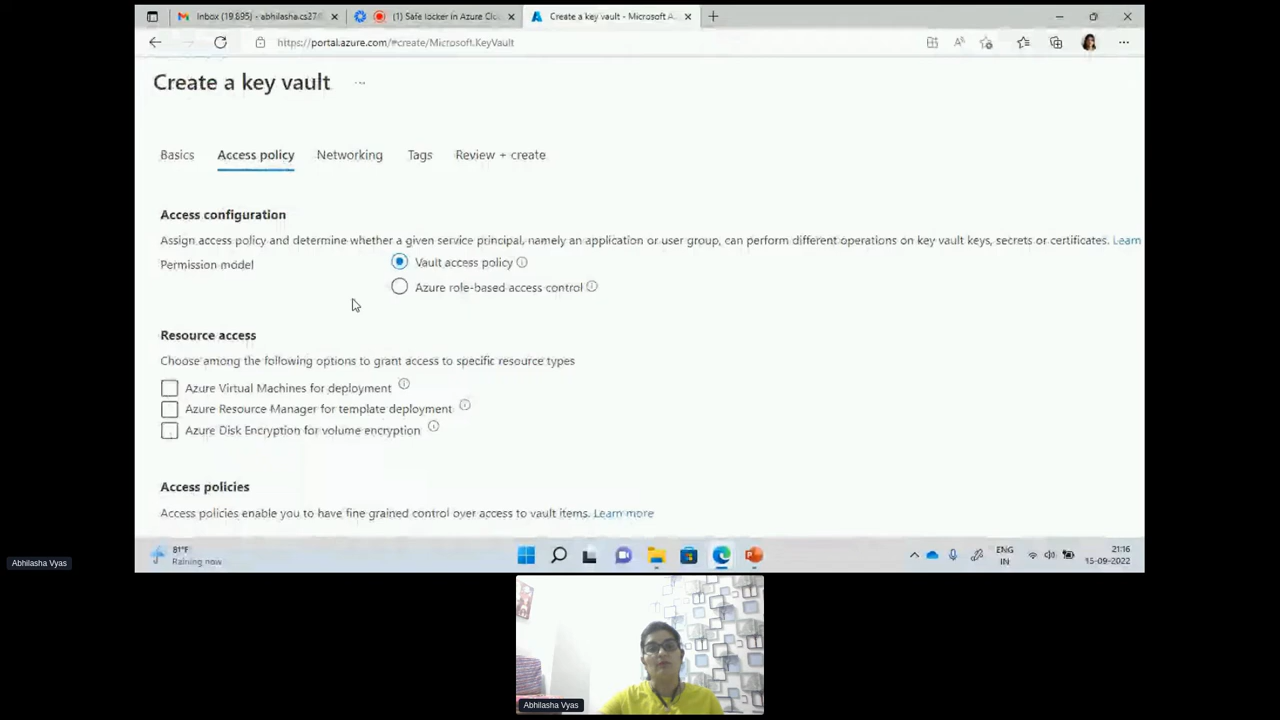 Inbox (19,895) - abhilasha.cs27@
(1) Safe locker in Azure Clou
Create a key vault - Microsoft A
https://portal.azure.com/#create/Microsoft.KeyVault
Create a key vault
Basics
Access policy
Networking
Tags
Review + create
Access configuration
Assign access policy and determine whether a given service principal, namely an application or user group, can perform different operations on key vault keys, secrets or certificates. Learn
Permission model
Vault access policy
Azure role-based access control
Resource access
Choose among the following options to grant access to specific resource types
Azure Virtual Machines for deployment
Azure Resource Manager for template deployment
Azure Disk Encryption for volume encryption
Access policies
Access policies enable you to have fine grained control over access to vault items. Learn more
81°F
Raining now
ENG
IN
21:16
15-09-2022
Abhilasha Vyas
Abhilasha Vyas